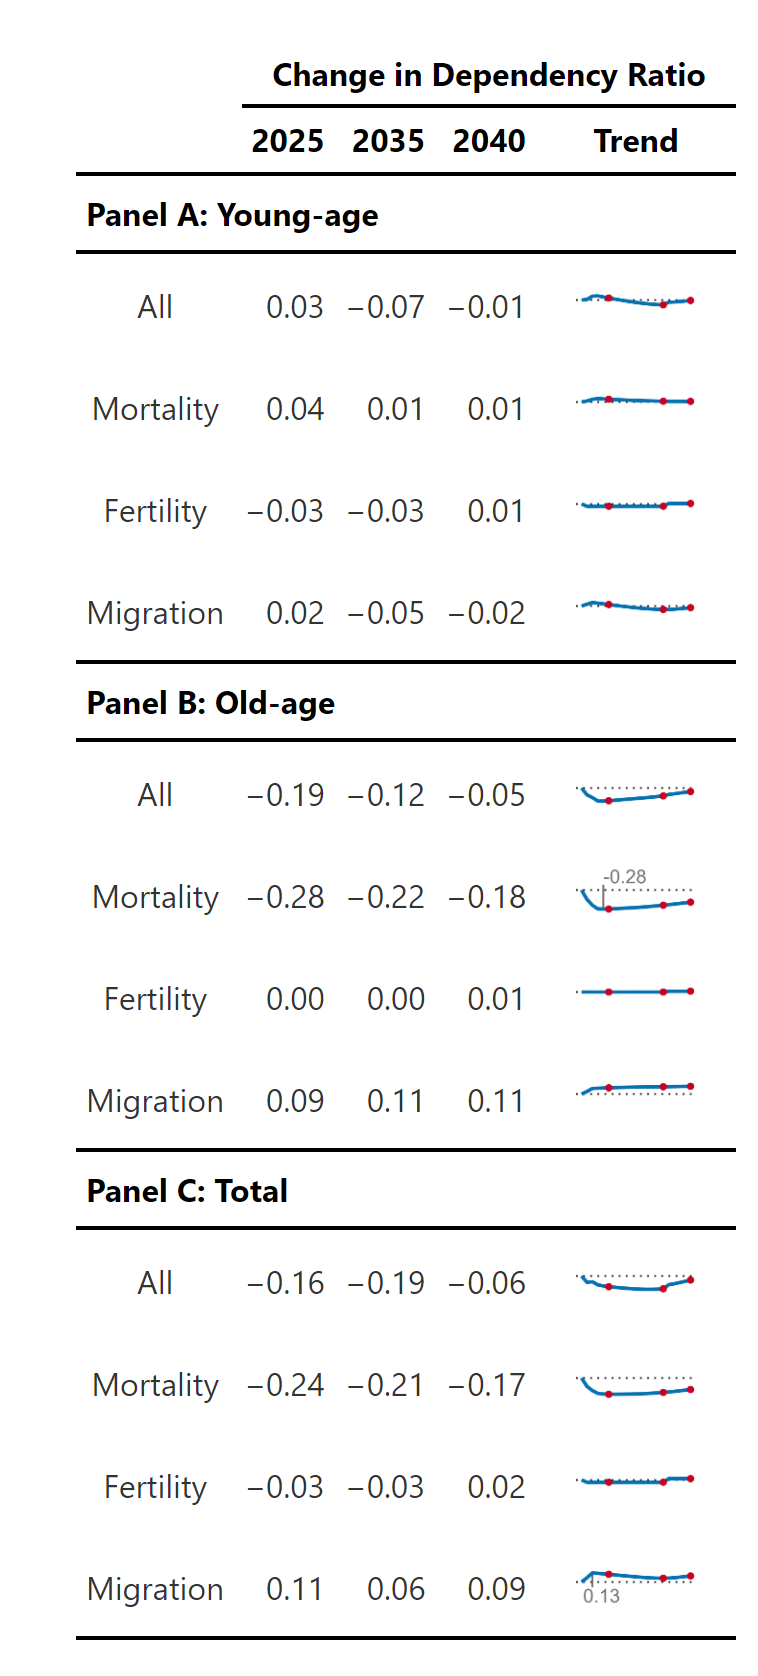 Change in Dependency Ratio
2025 2035 2040 Trend
Panel A: Young-age
All 0.03 −0.07 −0.01
Mortality 0.04 0.01 0.01
Fertility −0.03 −0.03 0.01
Migration 0.02 −0.05 −0.02
Panel B: Old-age
All −0.19 −0.12 −0.05
Mortality −0.28 −0.22 −0.18 -0.28
Fertility 0.00 0.00 0.01
Migration 0.09 0.11 0.11
Panel C: Total
All −0.16 −0.19 −0.06
Mortality −0.24 −0.21 −0.17
Fertility −0.03 −0.03 0.02
Migration 0.11 0.06 0.09 0.13